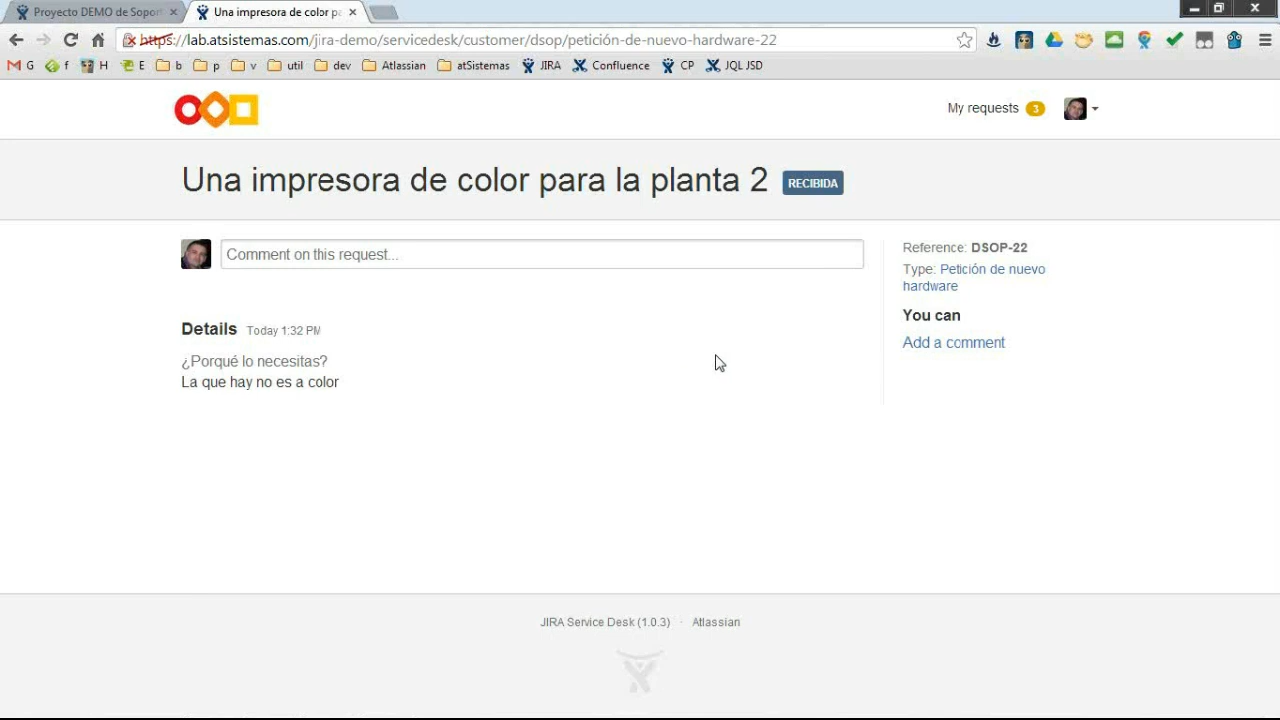 Proyecto DEMO de Sopor
Una impresora de color pa
https://lab.atsistemas.com/jira-demo/servicedesk/customer/dsop/petición-de-nuevo-hardware-22
G f H E b p v util dev Atlassian atSistemas JIRA Confluence CP JQL JSD
My requests 3
Una impresora de color para la planta 2 RECIBIDA
Comment on this request...
Reference: DSOP-22
Type: Petición de nuevo
hardware
You can
Add a comment
Details Today 1:32 PM
¿Porqué lo necesitas?
La que hay no es a color
JIRA Service Desk (1.0.3) · Atlassian